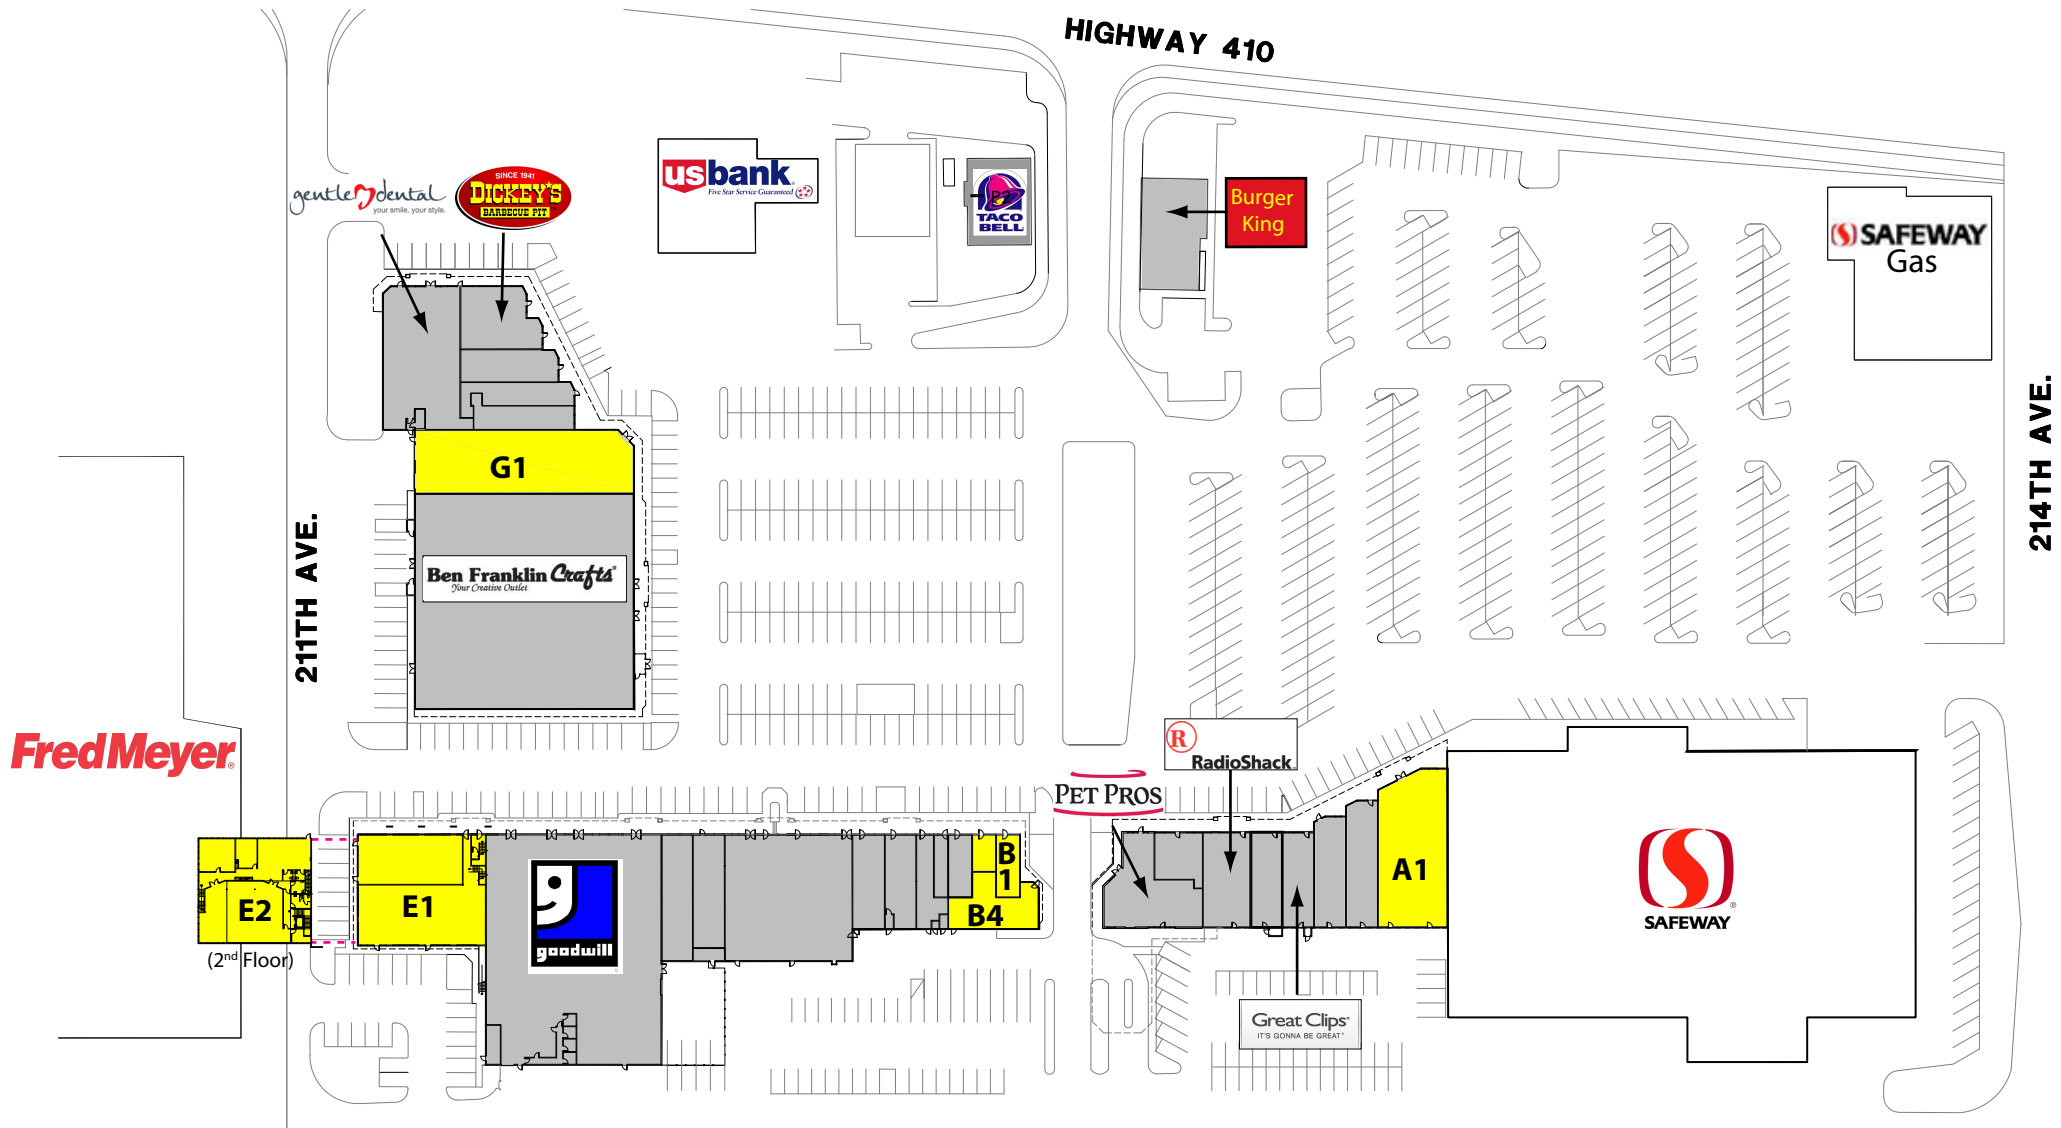 HIGHWAY 410
gentle dental
your smile. your style.
SINCE 1941
DICKEY'S
BARBECUE PIT
usbank
Five Star Service Guaranteed
TACO
BELL
Burger
King
SAFEWAY
Gas
214TH AVE.
211TH AVE.
G1
Ben Franklin Crafts
Your Creative Outlet
FredMeyer
R
RadioShack
PET PROS
E2
(2nd Floor)
E1
goodwill
B
1
B4
A1
SAFEWAY
Great Clips
IT'S GONNA BE GREAT